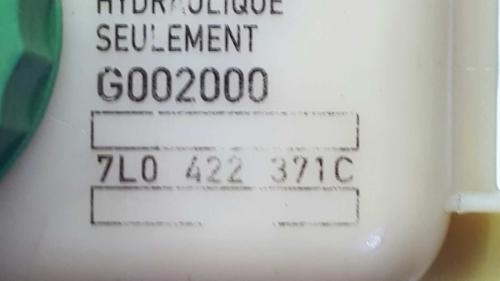 HYDRAULIQUE
SEULEMENT
G002000
7L0 422 371C